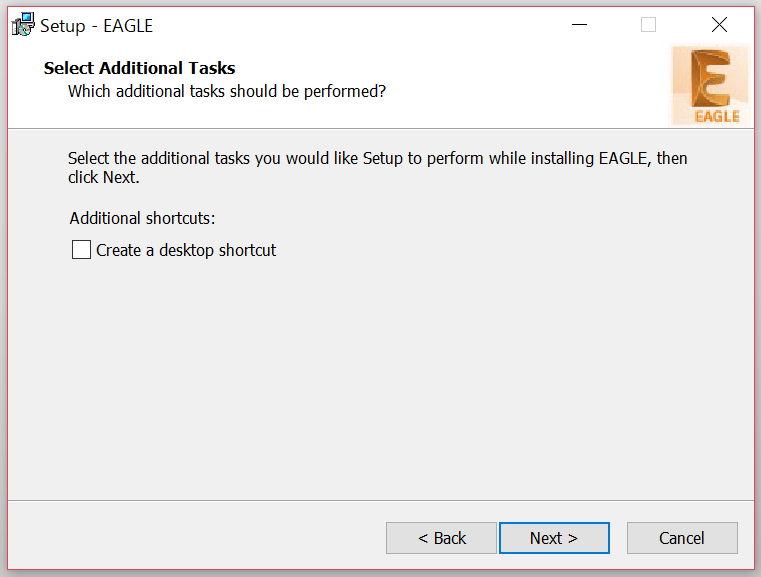 Setup - EAGLE
Select Additional Tasks
Which additional tasks should be performed?
EAGLE
Select the additional tasks you would like Setup to perform while installing EAGLE, then
click Next.
Additional shortcuts:
Create a desktop shortcut
< Back
Next >
Cancel